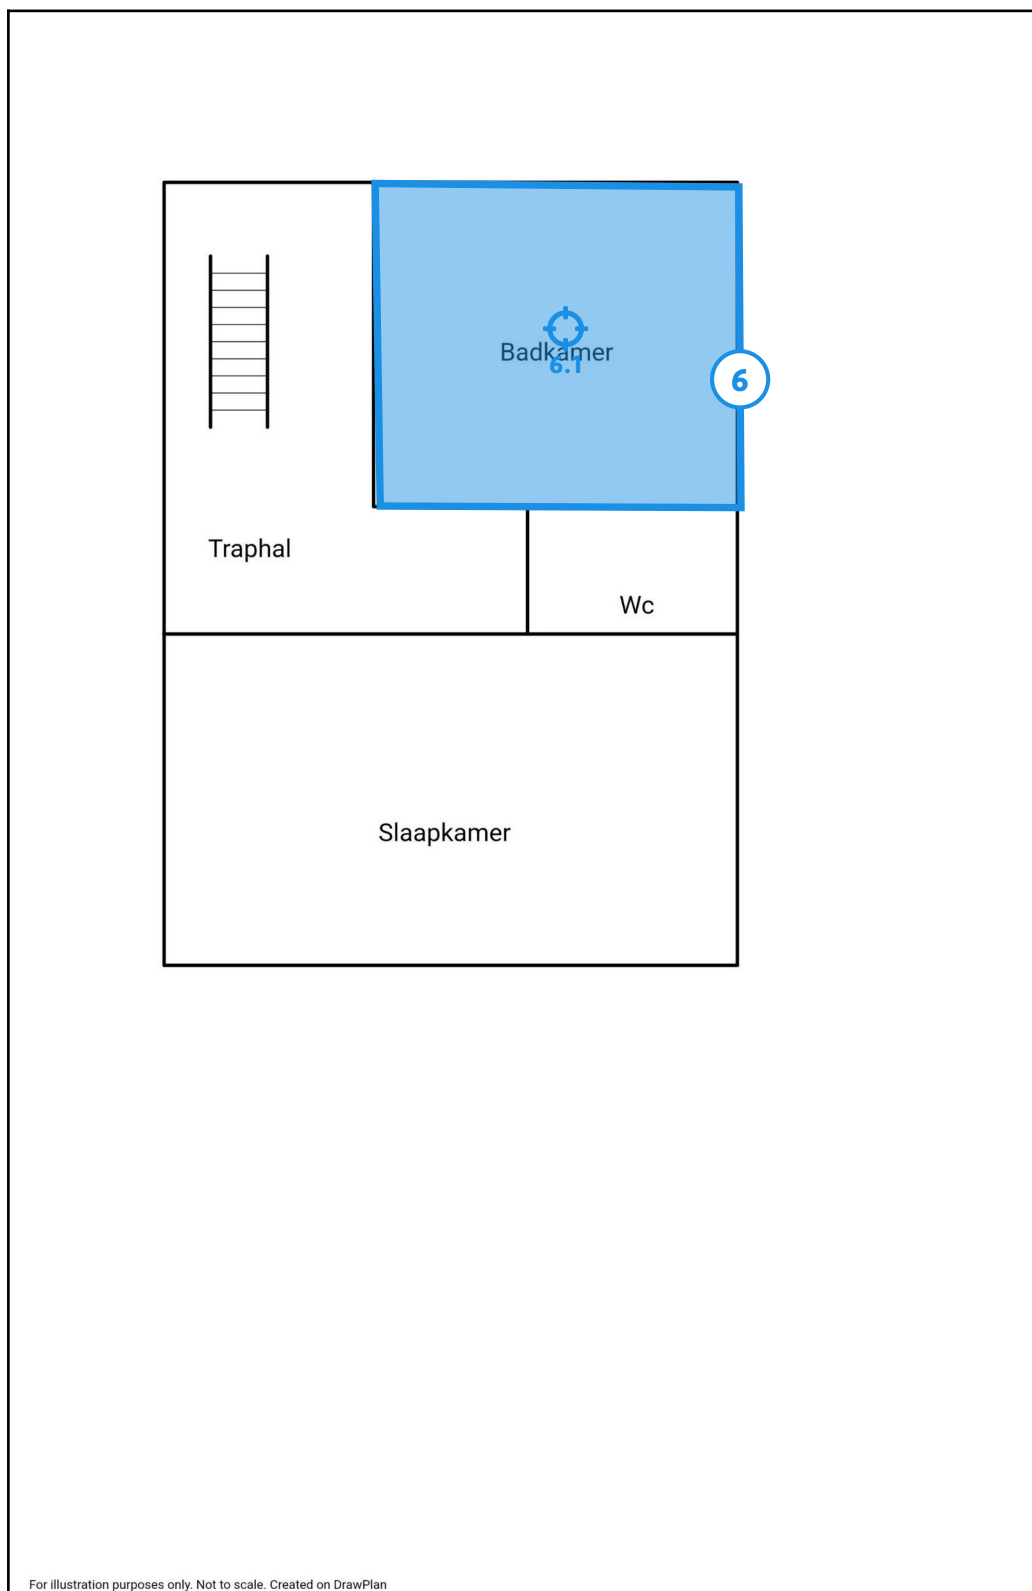 Badkamer
6.1
6
Traphal
Wc
Slaapkamer
For illustration purposes only. Not to scale. Created on DrawPlan